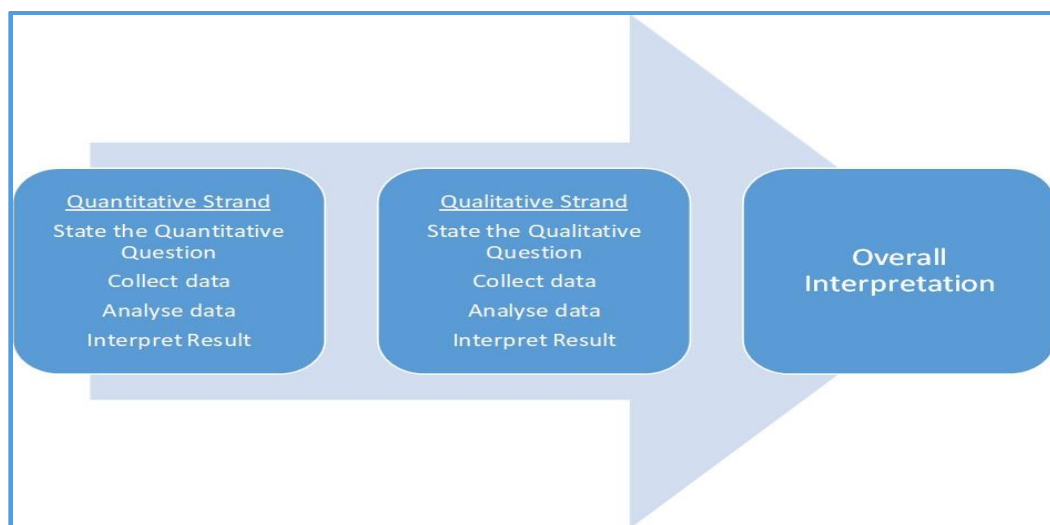 Quantitative Strand
State the Quantitative
Question
Collect data
Analyse data
Interpret Result
Qualitative Strand
State the Qualitative
Question
Collect data
Analyse data
Interpret Result
Overall
Interpretation